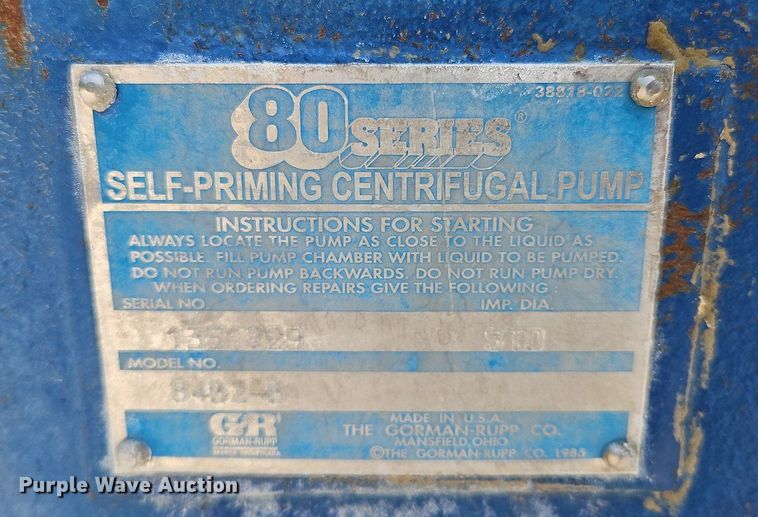 38818-022
80 SERIES®
SELF-PRIMING CENTRIFUGAL PUMP
INSTRUCTIONS FOR STARTING
ALWAYS LOCATE THE PUMP AS CLOSE TO THE LIQUID AS
POSSIBLE. FILL PUMP CHAMBER WITH LIQUID TO BE PUMPED.
DO NOT RUN PUMP BACKWARDS. DO NOT RUN PUMP DRY.
WHEN ORDERING REPAIRS GIVE THE FOLLOWING :
SERIAL NO. IMP. DIA.
STD
MODEL NO.
GR
GORMAN-RUPP
MADE IN U.S.A.
THE GORMAN-RUPP CO.
MANSFIELD, OHIO
©THE GORMAN-RUPP CO. 1985
Purple Wave Auction